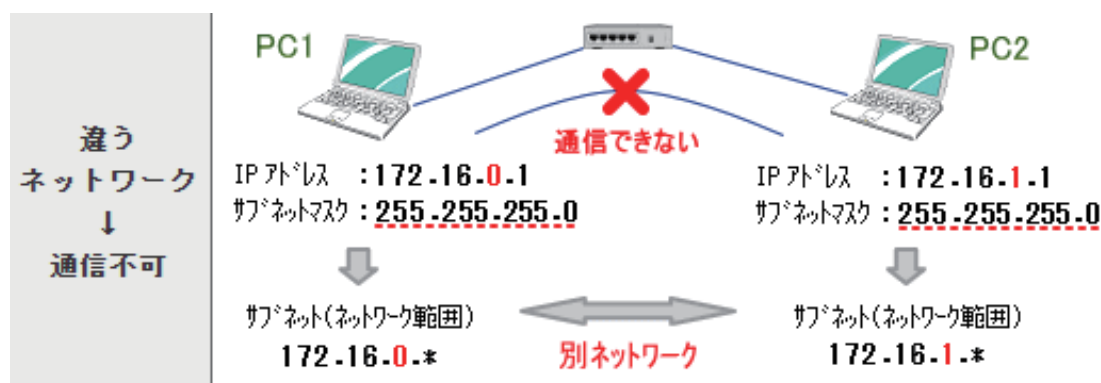 違う
ネットワーク
↓
通信不可
PC1
PC2
通信できない
IPｱﾄﾞﾚｽ :172.16.0.1
ｻﾌﾞﾈｯﾄﾏｽｸ:255.255.255.0
IPｱﾄﾞﾚｽ :172.16.1.1
ｻﾌﾞﾈｯﾄﾏｽｸ:255.255.255.0
ｻﾌﾞﾈｯﾄ(ﾈｯﾄﾜｰｸ範囲)
172.16.0.*
別ﾈｯﾄﾜｰｸ
ｻﾌﾞﾈｯﾄ(ﾈｯﾄﾜｰｸ範囲)
172.16.1.*